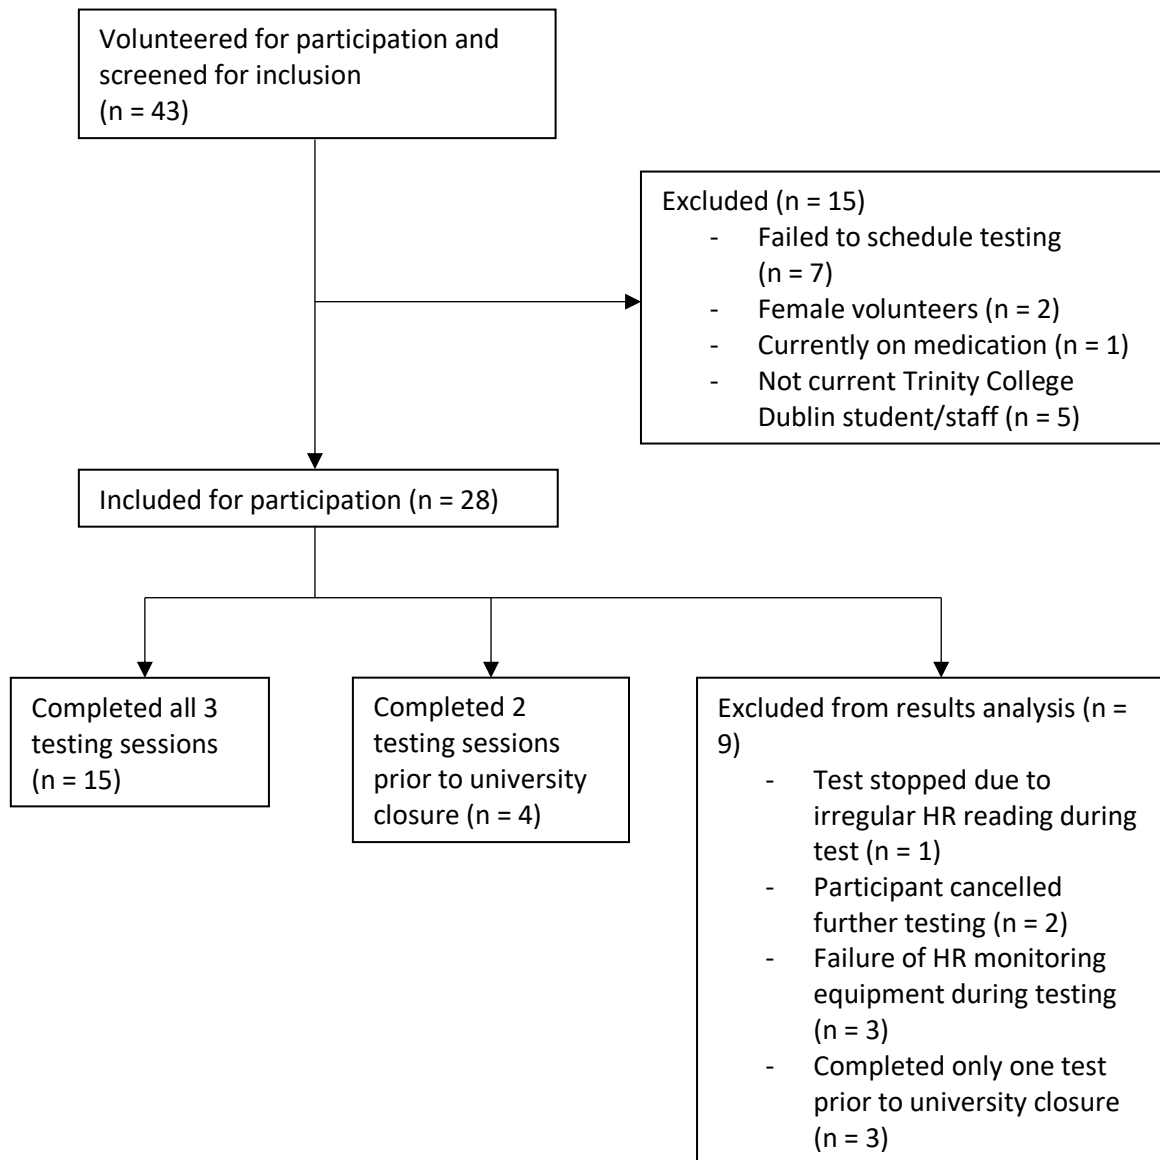 Volunteered for participation and
screened for inclusion
(n = 43)
Excluded (n = 15)
- Failed to schedule testing
(n = 7)
- Female volunteers (n = 2)
- Currently on medication (n = 1)
- Not current Trinity College
Dublin student/staff (n = 5)
Included for participation (n = 28)
Completed all 3
testing sessions
(n = 15)
Completed 2
testing sessions
prior to university
closure (n = 4)
Excluded from results analysis (n =
9)
- Test stopped due to
irregular HR reading during
test (n = 1)
- Participant cancelled
further testing (n = 2)
- Failure of HR monitoring
equipment during testing
(n = 3)
- Completed only one test
prior to university closure
(n = 3)